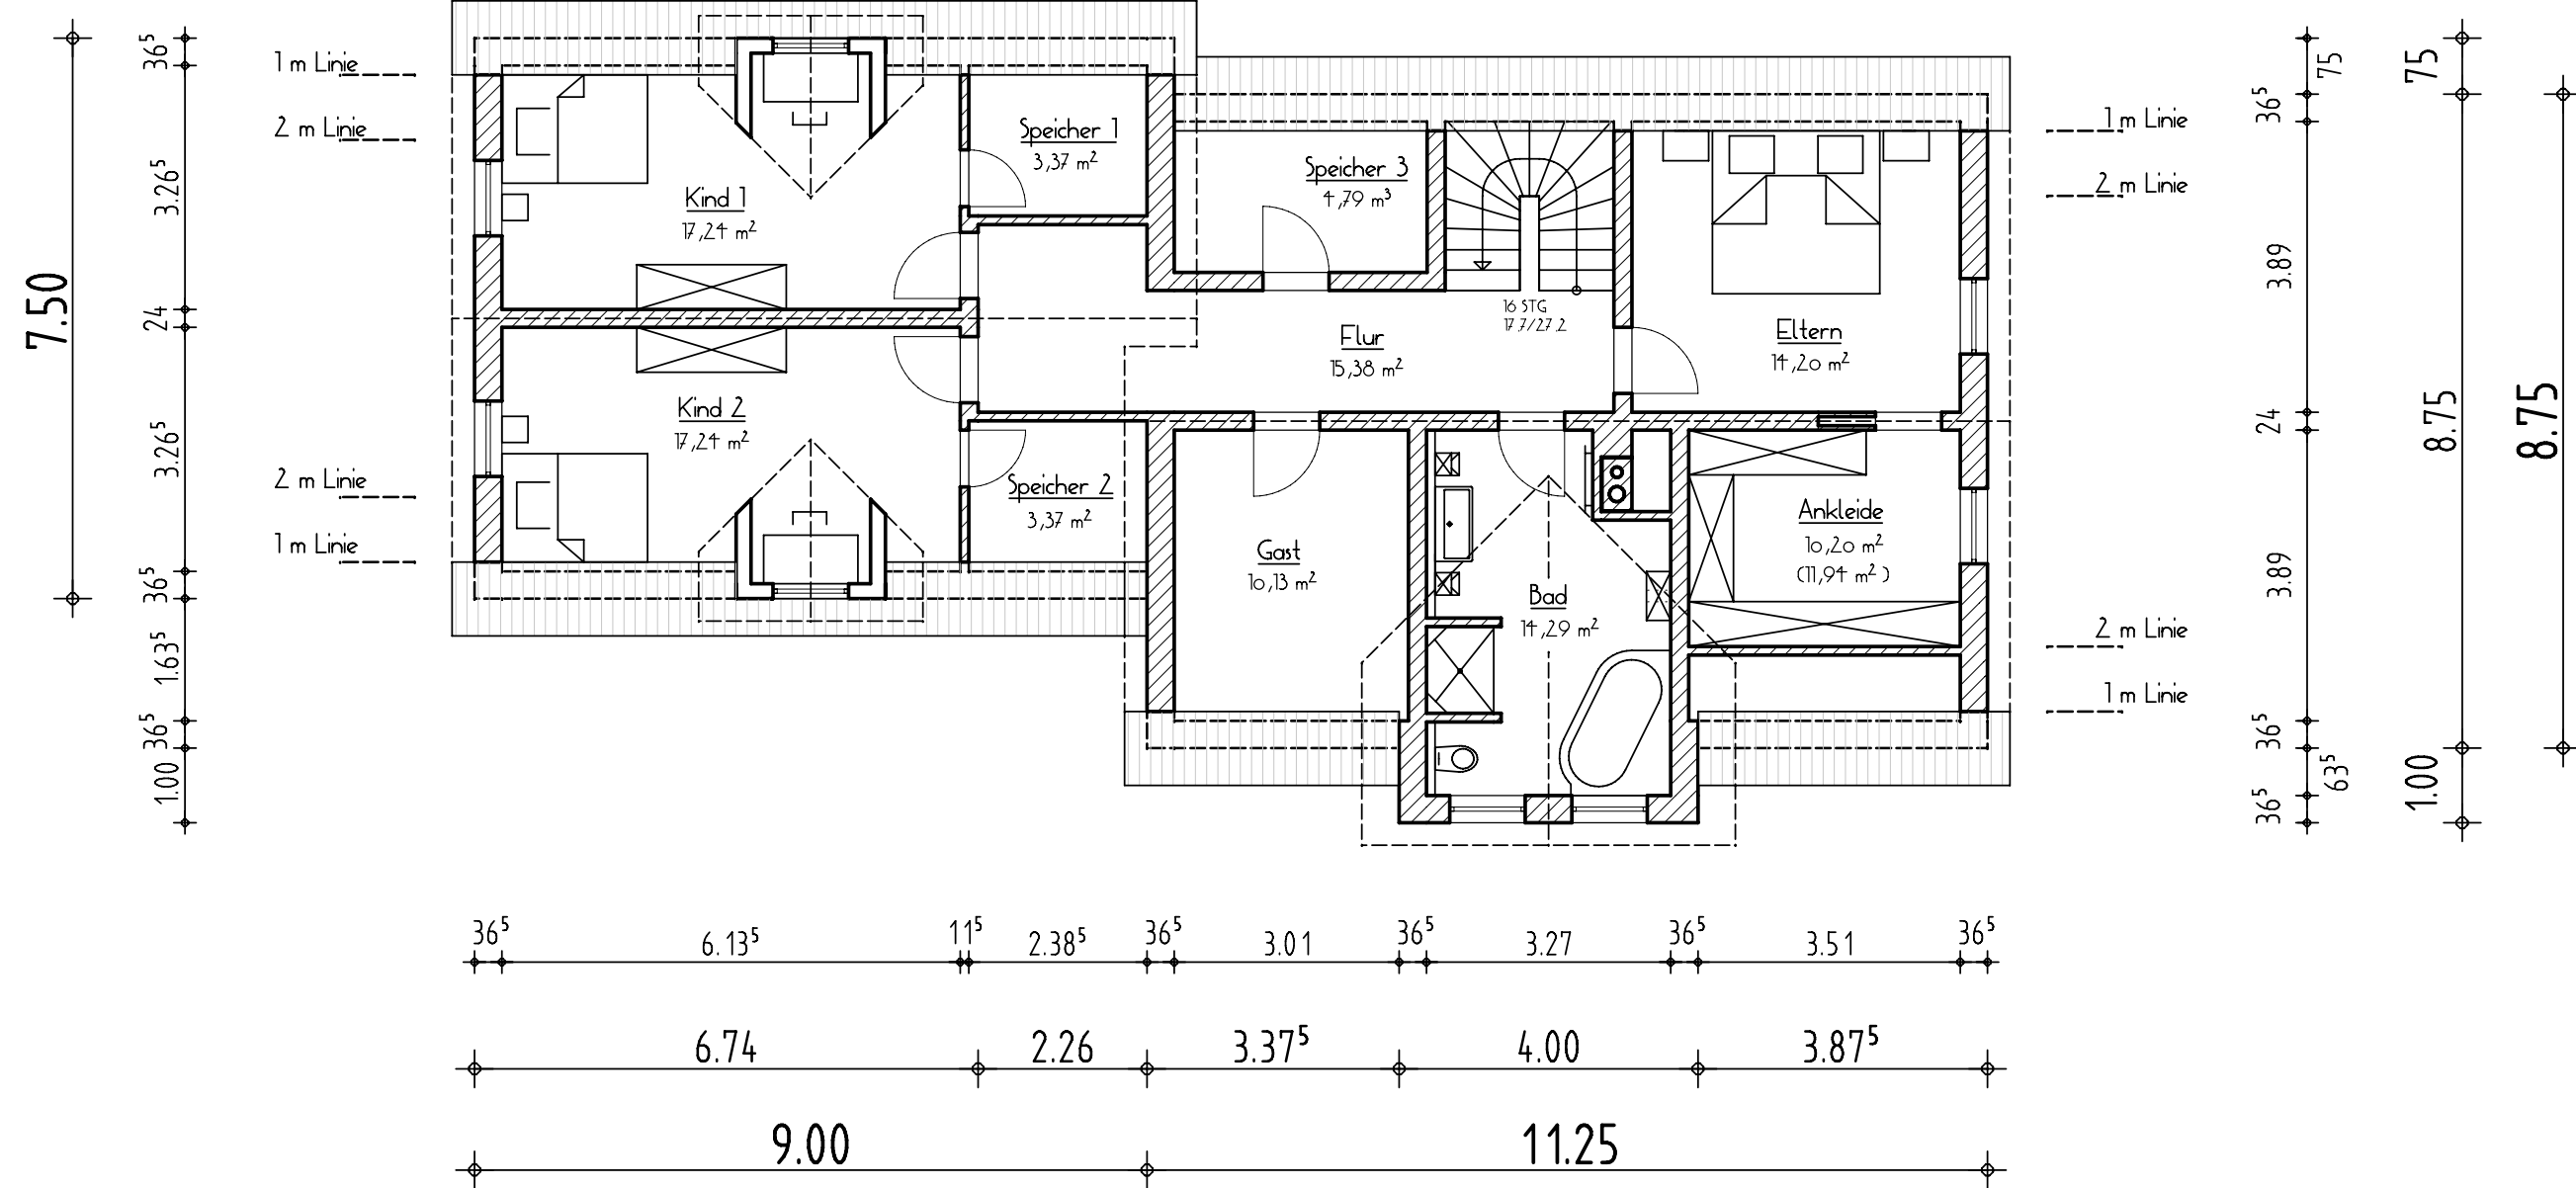 1 m Linie
2 m Linie
2 m Linie
1 m Linie
1 m Linie
2 m Linie
2 m Linie
1 m Linie
Kind 1
17,24 m²
Speicher 1
3,37 m²
Speicher 3
4,79 m³
16 STG
17.7/27.2
Flur
15,38 m²
Eltern
14,20 m²
Kind 2
17,24 m²
Speicher 2
3,37 m²
Gast
10,13 m²
Bad
14,29 m²
Ankleide
10,20 m²
(11,94 m²)
7.50
36⁵
3.26⁵
24
3.26⁵
36⁵
1.63⁵
36⁵
1.00
75
36⁵
3.89
24
3.89
36⁵
63⁵
36⁵
75
8.75
1.00
8.75
36⁵ 6.13⁵ 11⁵ 2.38⁵ 36⁵ 3.01 36⁵ 3.27 36⁵ 3.51 36⁵
6.74 2.26 3.37⁵ 4.00 3.87⁵
9.00 11.25